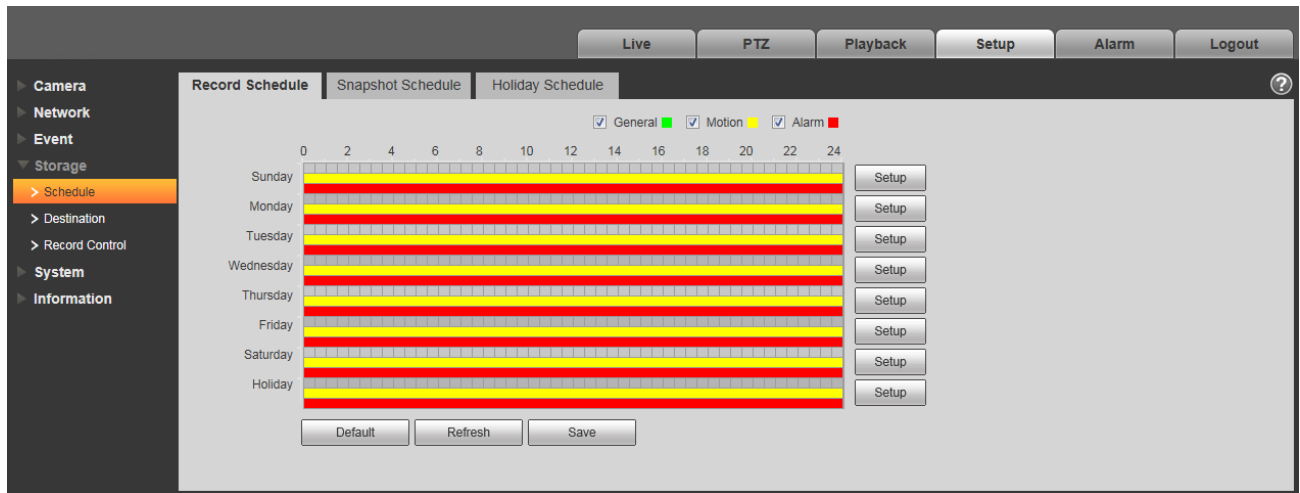 Live PTZ Playback Setup Alarm Logout
Camera
Network
Event
Storage
> Schedule
> Destination
> Record Control
System
Information
Record Schedule Snapshot Schedule Holiday Schedule ?
General Motion Alarm
0 2 4 6 8 10 12 14 16 18 20 22 24
Sunday Setup
Monday Setup
Tuesday Setup
Wednesday Setup
Thursday Setup
Friday Setup
Saturday Setup
Holiday Setup
Default Refresh Save